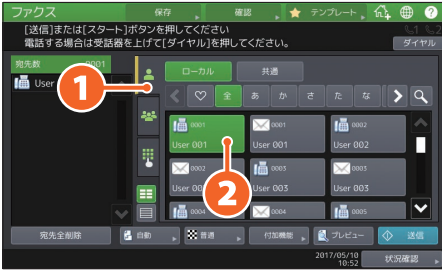 ファクス 保存 確認 テンプレート
[送信]または[スタート]ボタンを押してください
電話する場合は受話器を上げて[ダイヤル]を押してください。 ダイヤル
宛先数 0001
User
1
ローカル 共通
全 あ か さ た な
0001 User 001
0001 User 001
0002 User 002
0002 User 00
0003 User 003
0003 User 003
2
0004
0004
0005
宛先全削除 自動 普通 付加機能 プレビュー 送信
2017/05/10
10:52
状況確認